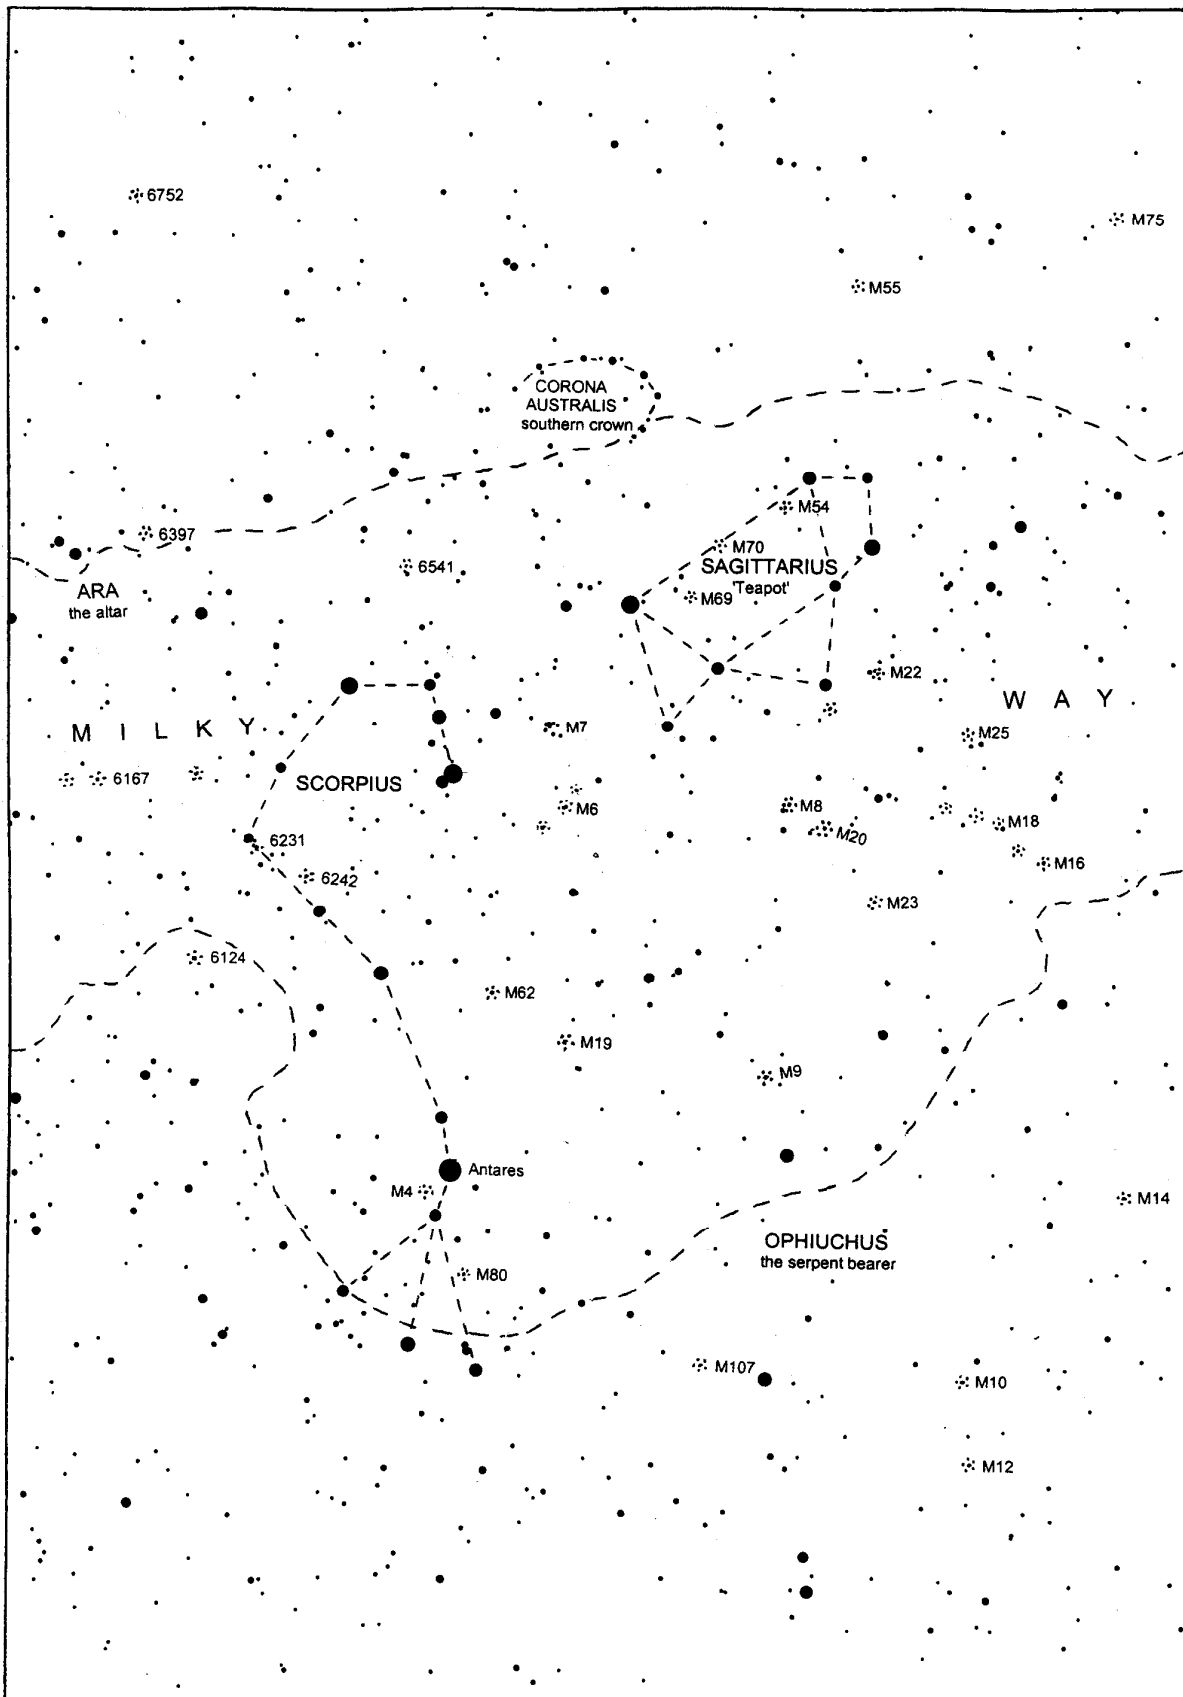 6752
M75
M55
CORONA
AUSTRALIS
southern crown
M54
6397
M70
6541
SAGITTARIUS
'Teapot'
ARA
the altar
M69
M22
MILKY WAY
M7
M25
6167
SCORPIUS
M6
M8
M18
M20
6231
M16
6242
M23
6124
M62
M19
M9
Antares
M4
M14
OPHIUCHUS
the serpent bearer
M80
M107
M10
M12